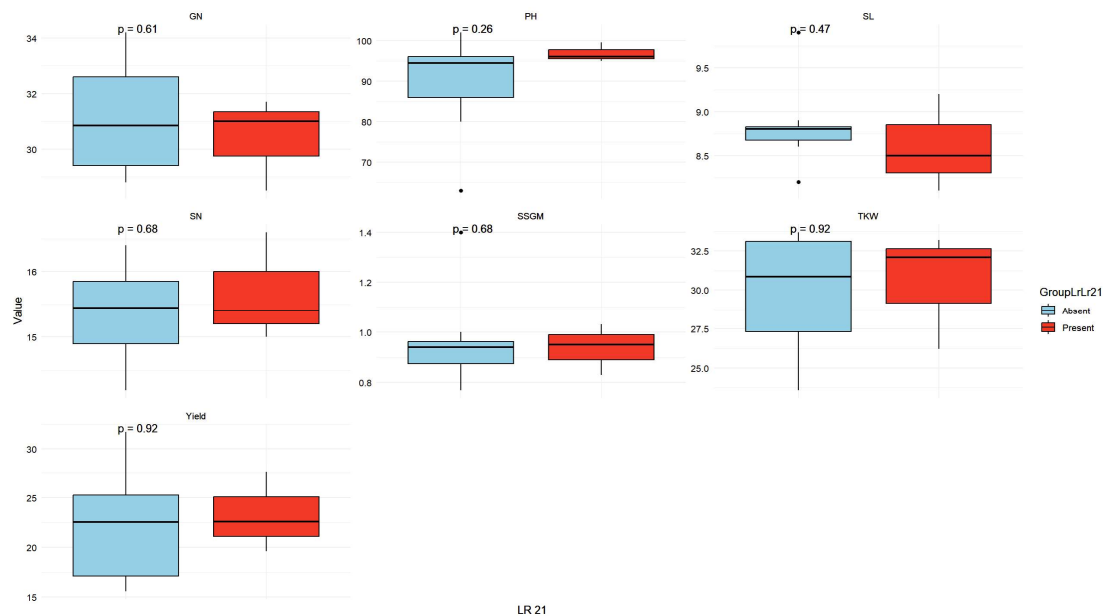 GN PH SL
p = 0.61 p = 0.26 p = 0.47
34
31
30
100
90
80
70
9.5
9.0
8.5
SN SSGM TKW
p = 0.68 p = 0.68 p = 0.92
16
15
1.4
1.2
1.0
0.8
32.5
30.0
27.5
25.0
Yield
p = 0.92
30
25
20
15
Value
LR 21
GroupLrLr21
Absent
Present